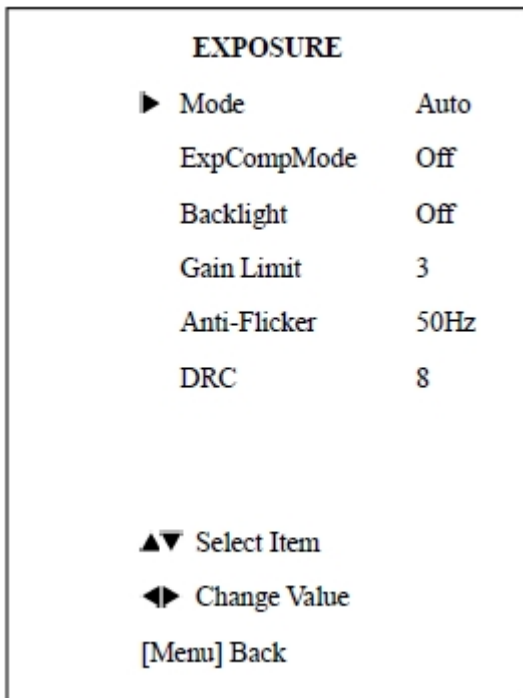 EXPOSURE
▶ Mode Auto
ExpCompMode Off
Backlight Off
Gain Limit 3
Anti-Flicker 50Hz
DRC 8
▲▼ Select Item
◀▶ Change Value
[Menu] Back